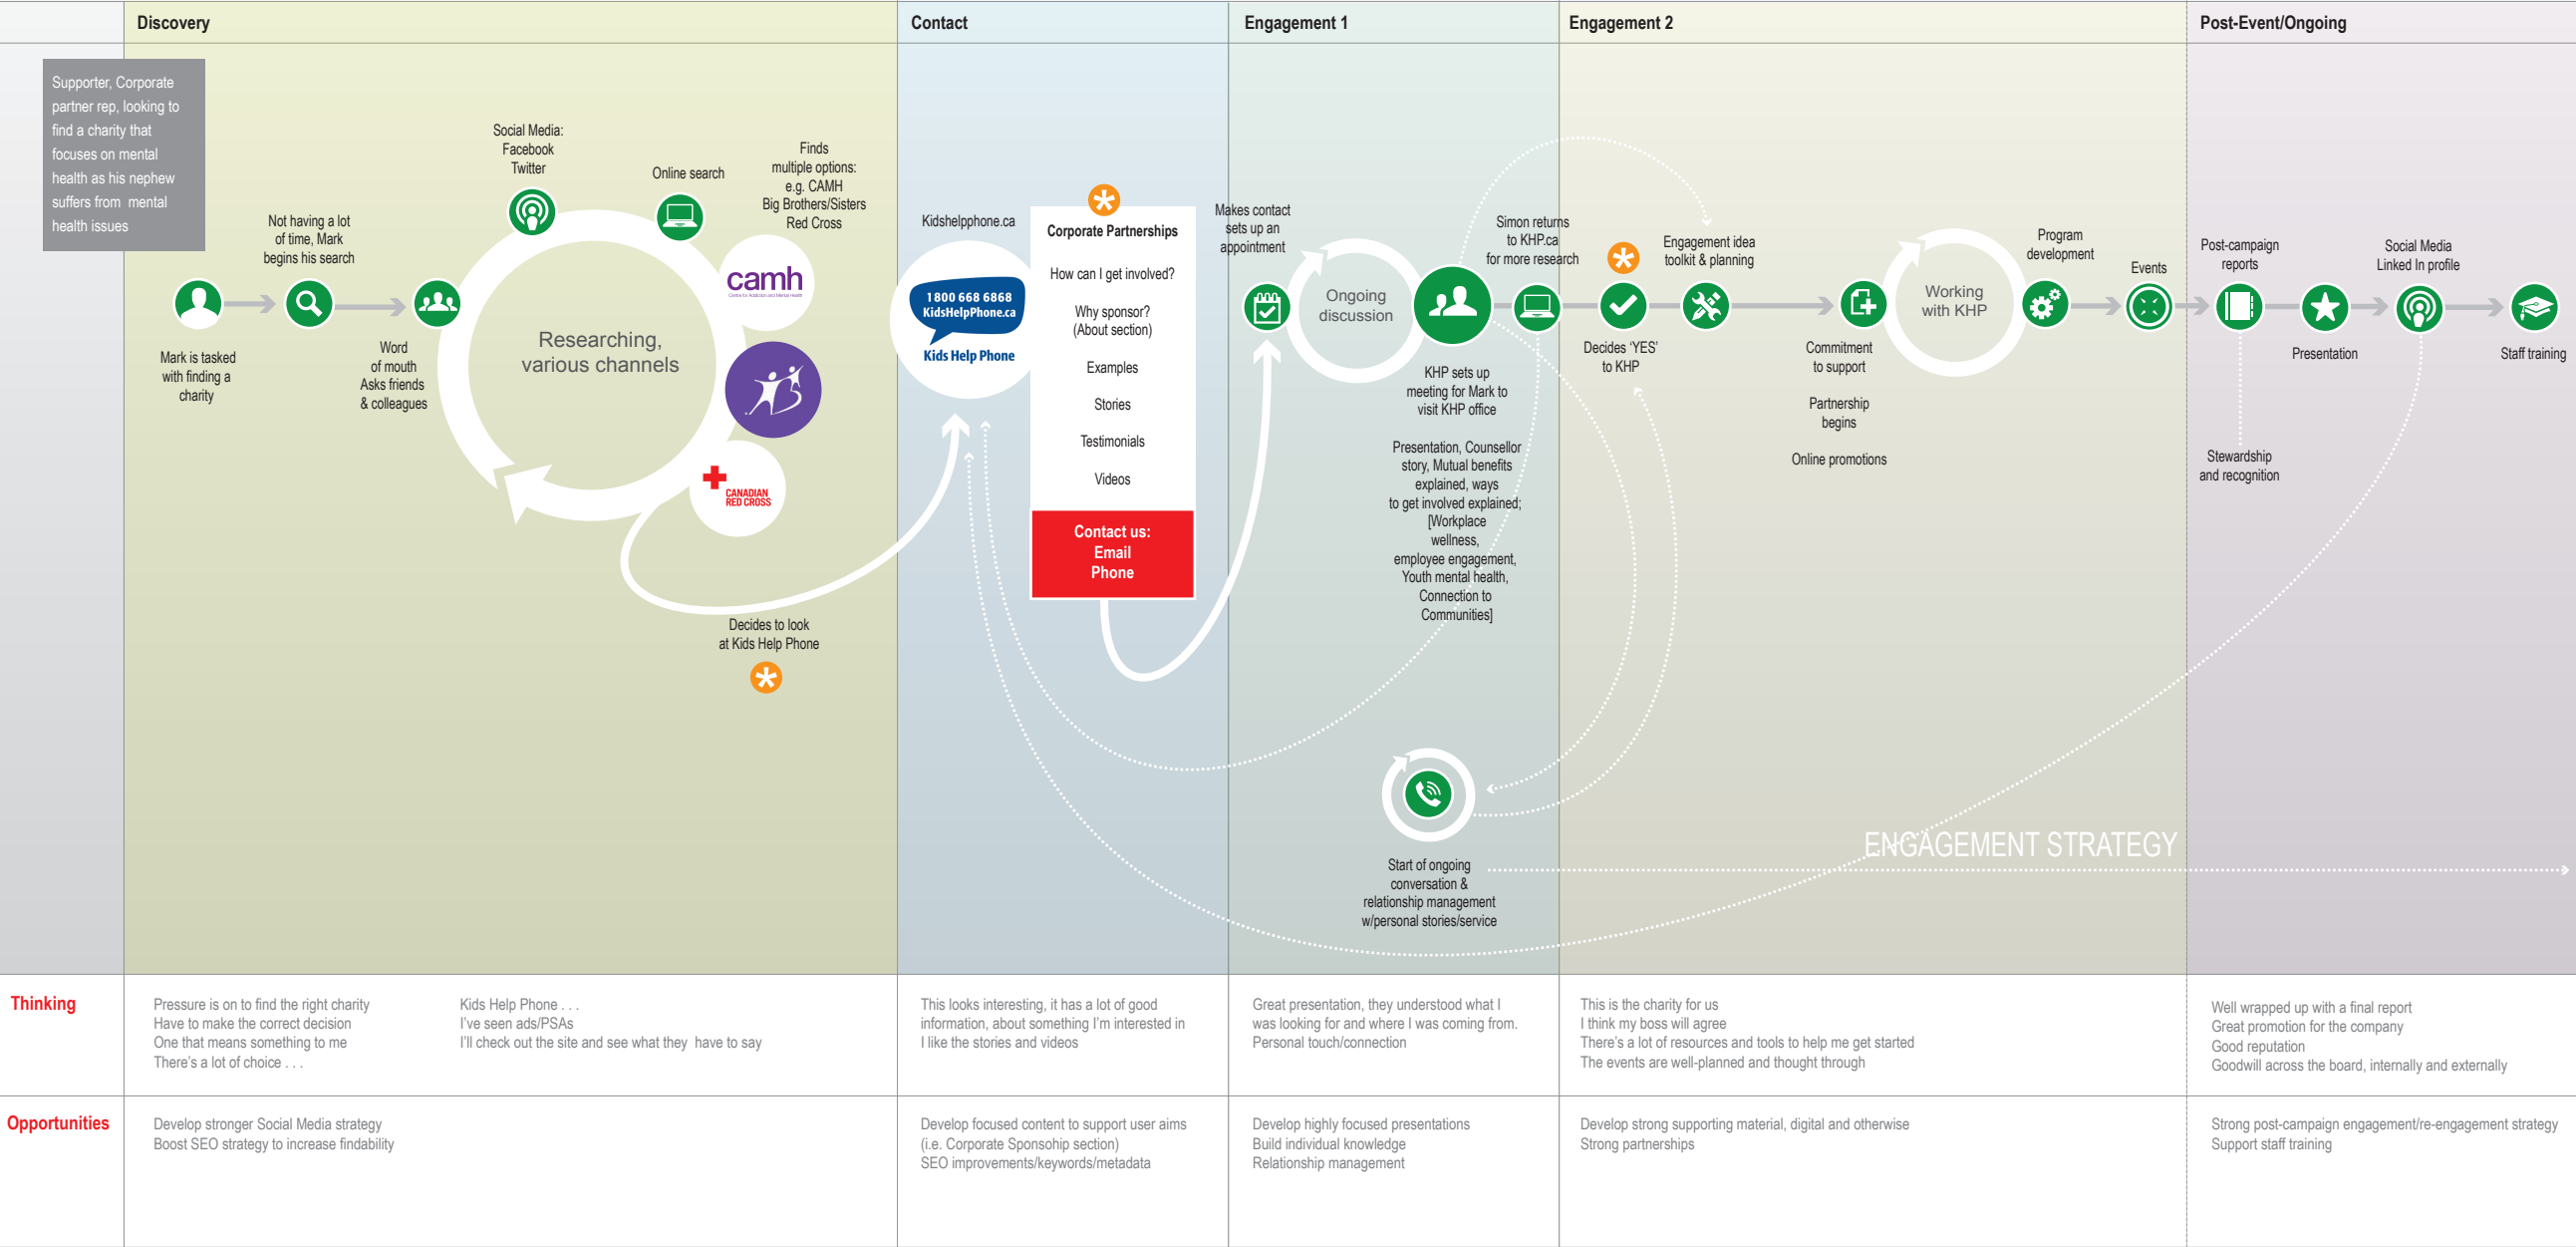 Discovery
Contact
Engagement 1
Engagement 2
Post-Event/Ongoing
Supporter, Corporate
partner rep, looking to
find a charity that
focuses on mental
health as his nephew
suffers from mental
health issues
Mark is tasked
with finding a
charity
Not having a lot
of time, Mark
begins his search
Word
of mouth
Asks friends
& colleagues
Social Media:
Facebook
Twitter
Online search
Finds
multiple options:
e.g. CAMH
Big Brothers/Sisters
Red Cross
Researching,
various channels
camh
Centre for Addiction and Mental Health
CANADIAN
RED CROSS
Decides to look
at Kids Help Phone
Kidshelpphone.ca
1 800 668 6868
KidsHelpPhone.ca
Kids Help Phone
Corporate Partnerships
How can I get involved?
Why sponsor?
(About section)
Examples
Stories
Testimonials
Videos
Contact us:
Email
Phone
Makes contact
sets up an
appointment
Ongoing
discussion
KHP sets up
meeting for Mark to
visit KHP office
Presentation, Counsellor
story, Mutual benefits
explained, ways
to get involved explained;
[Workplace
wellness,
employee engagement,
Youth mental health,
Connection to
Communities]
Simon returns
to KHP.ca
for more research
Start of ongoing
conversation &
relationship management
w/personal stories/service
Decides ‘YES’
to KHP
Engagement idea
toolkit & planning
Commitment
to support
Partnership
begins
Online promotions
Working
with KHP
Program
development
Events
ENGAGEMENT STRATEGY
Post-campaign
reports
Stewardship
and recognition
Presentation
Social Media
Linked In profile
Staff training
Thinking
Pressure is on to find the right charity
Have to make the correct decision
One that means something to me
There’s a lot of choice . . .
Kids Help Phone . . .
I’ve seen ads/PSAs
I’ll check out the site and see what they have to say
This looks interesting, it has a lot of good
information, about something I’m interested in
I like the stories and videos
Great presentation, they understood what I
was looking for and where I was coming from.
Personal touch/connection
This is the charity for us
I think my boss will agree
There’s a lot of resources and tools to help me get started
The events are well-planned and thought through
Well wrapped up with a final report
Great promotion for the company
Good reputation
Goodwill across the board, internally and externally
Opportunities
Develop stronger Social Media strategy
Boost SEO strategy to increase findability
Develop focused content to support user aims
(i.e. Corporate Sponsohip section)
SEO improvements/keywords/metadata
Develop highly focused presentations
Build individual knowledge
Relationship management
Develop strong supporting material, digital and otherwise
Strong partnerships
Strong post-campaign engagement/re-engagement strategy
Support staff training